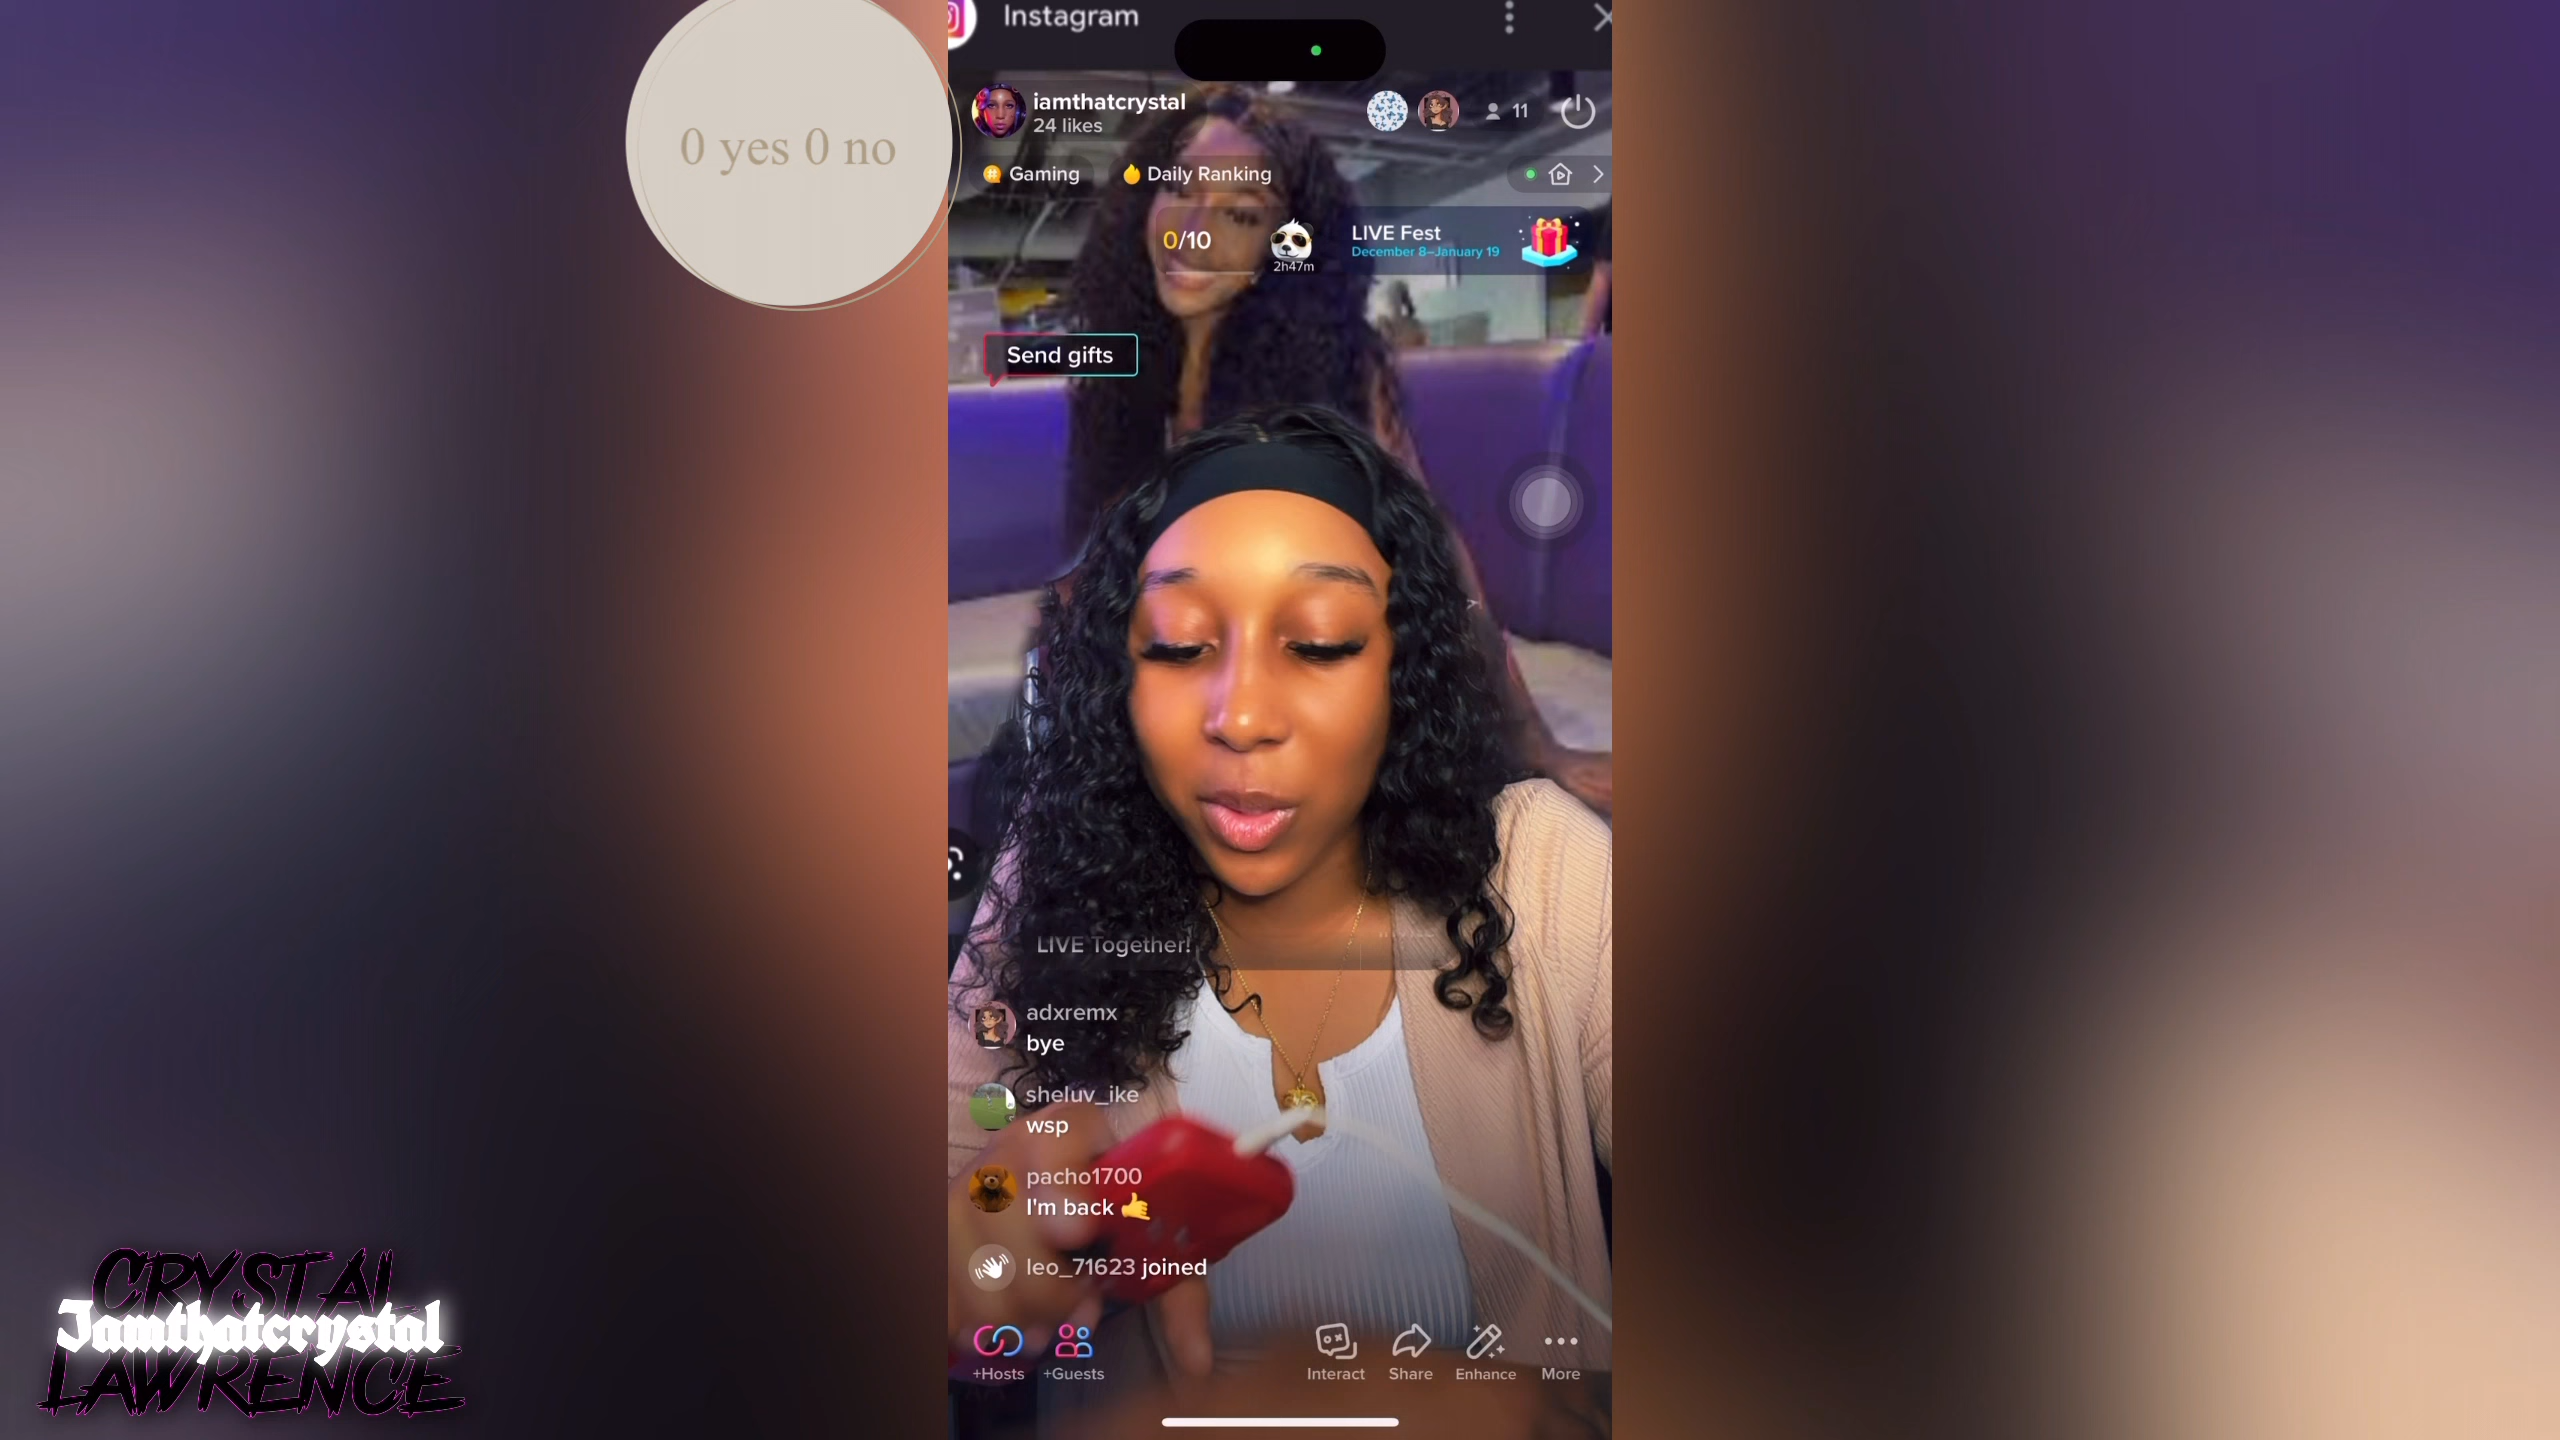 0 yes 0 no
Instagram
iamthatcrystal
24 likes
11
Gaming
Daily Ranking
0/10
2h47m
LIVE Fest
December 8–January 19
Send gifts
LIVE Together!
adxremx
bye
sheluv_ike
wsp
pacho1700
I'm back 🤙
leo_71623 joined
+Hosts
+Guests
Interact
Share
Enhance
More
CRYSTAL
Iamthatcrystal
LAWRENCE